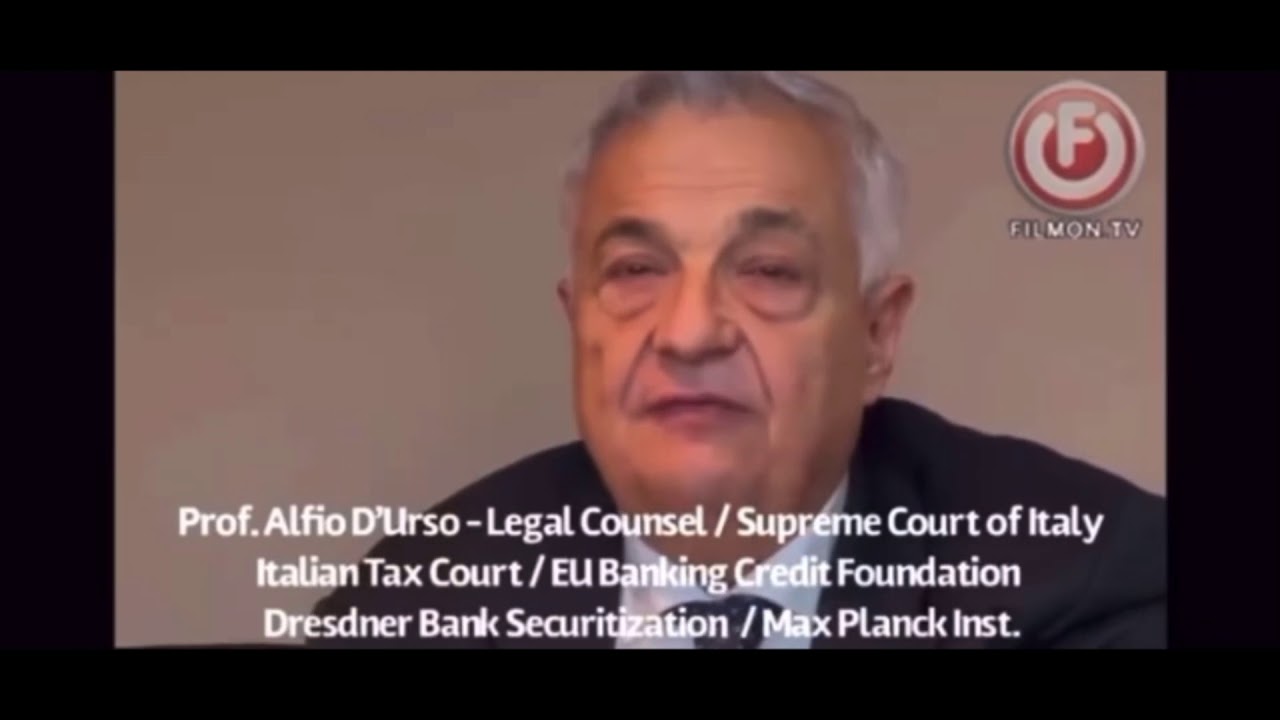 F
FILMON.TV
Prof. Alfio D'Urso - Legal Counsel / Supreme Court of Italy
Italian Tax Court / EU Banking Credit Foundation
Dresdner Bank Securitization / Max Planck Inst.